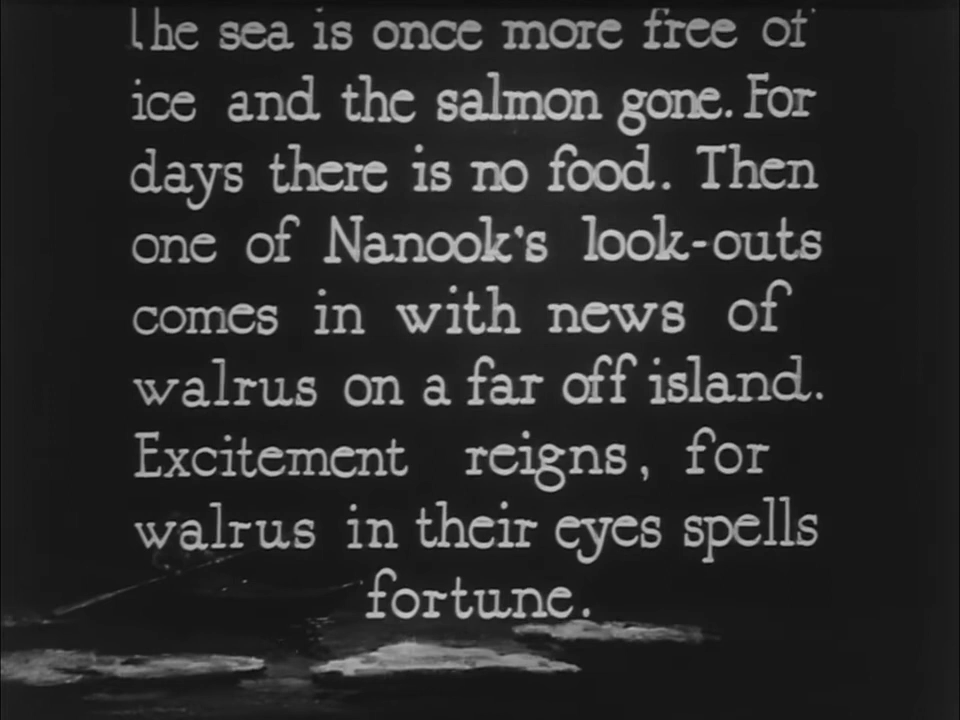 The sea is once more free of
ice and the salmon gone. For
days there is no food. Then
one of Nanook's look-outs
comes in with news of
walrus on a far off island.
Excitement reigns, for
walrus in their eyes spells
fortune.